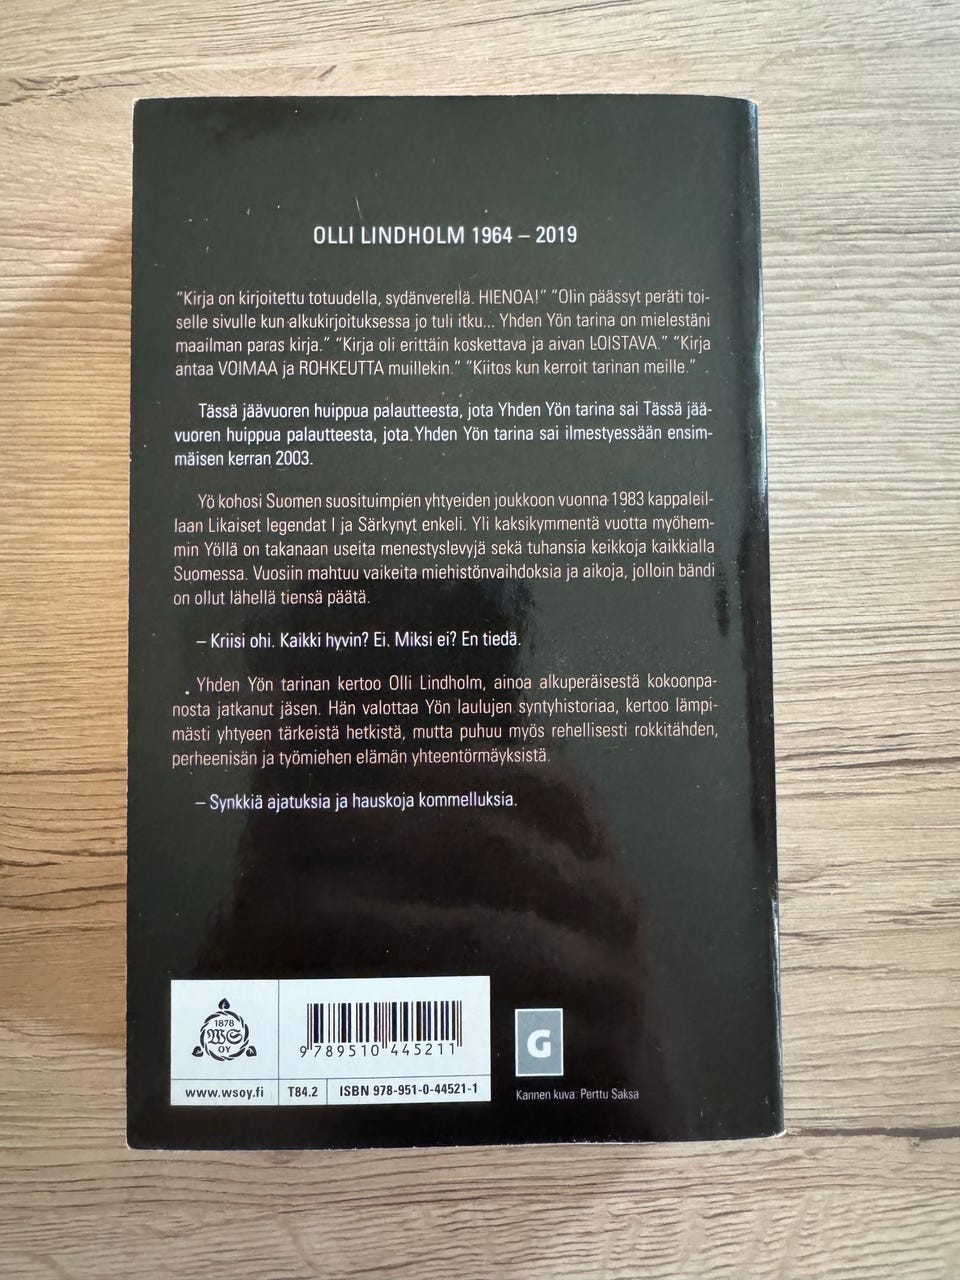 OLLI LINDHOLM 1964 – 2019
”Kirja on kirjoitettu totuudella, sydänverellä. HIENOA!” ”Olin päässyt peräti toi-
selle sivulle kun alkukirjoituksessa jo tuli itku... Yhden Yön tarina on mielestäni
maailman paras kirja.” ”Kirja oli erittäin koskettava ja aivan LOISTAVA.” ”Kirja
antaa VOIMAA ja ROHKEUTTA muillekin.” ”Kiitos kun kerroit tarinan meille.”
Tässä jäävuoren huippua palautteesta, jota Yhden Yön tarina sai Tässä jää-
vuoren huippua palautteesta, jota Yhden Yön tarina sai ilmestyessään ensim-
mäisen kerran 2003.
Yö kohosi Suomen suosituimpien yhtyeiden joukkoon vuonna 1983 kappaleil-
laan Likaiset legendat I ja Särkynyt enkeli. Yli kaksikymmentä vuotta myöhem-
min Yöllä on takanaan useita menestyslevyjä sekä tuhansia keikkoja kaikkialla
Suomessa. Vuosiin mahtuu vaikeita miehistönvaihdoksia ja aikoja, jolloin bändi
on ollut lähellä tiensä päätä.
– Kriisi ohi. Kaikki hyvin? Ei. Miksi ei? En tiedä.
Yhden Yön tarinan kertoo Olli Lindholm, ainoa alkuperäisestä kokoonpa-
nosta jatkanut jäsen. Hän valottaa Yön laulujen syntyhistoriaa, kertoo lämpi-
mästi yhtyeen tärkeistä hetkistä, mutta puhuu myös rehellisesti rokkitähden,
perheenisän ja työmiehen elämän yhteentörmäyksistä.
– Synkkiä ajatuksia ja hauskoja kommelluksia.
1878
WS
OY
9 789510 445211
G
www.wsoy.fi
T84.2
ISBN 978-951-0-44521-1
Kannen kuva: Perttu Saksa